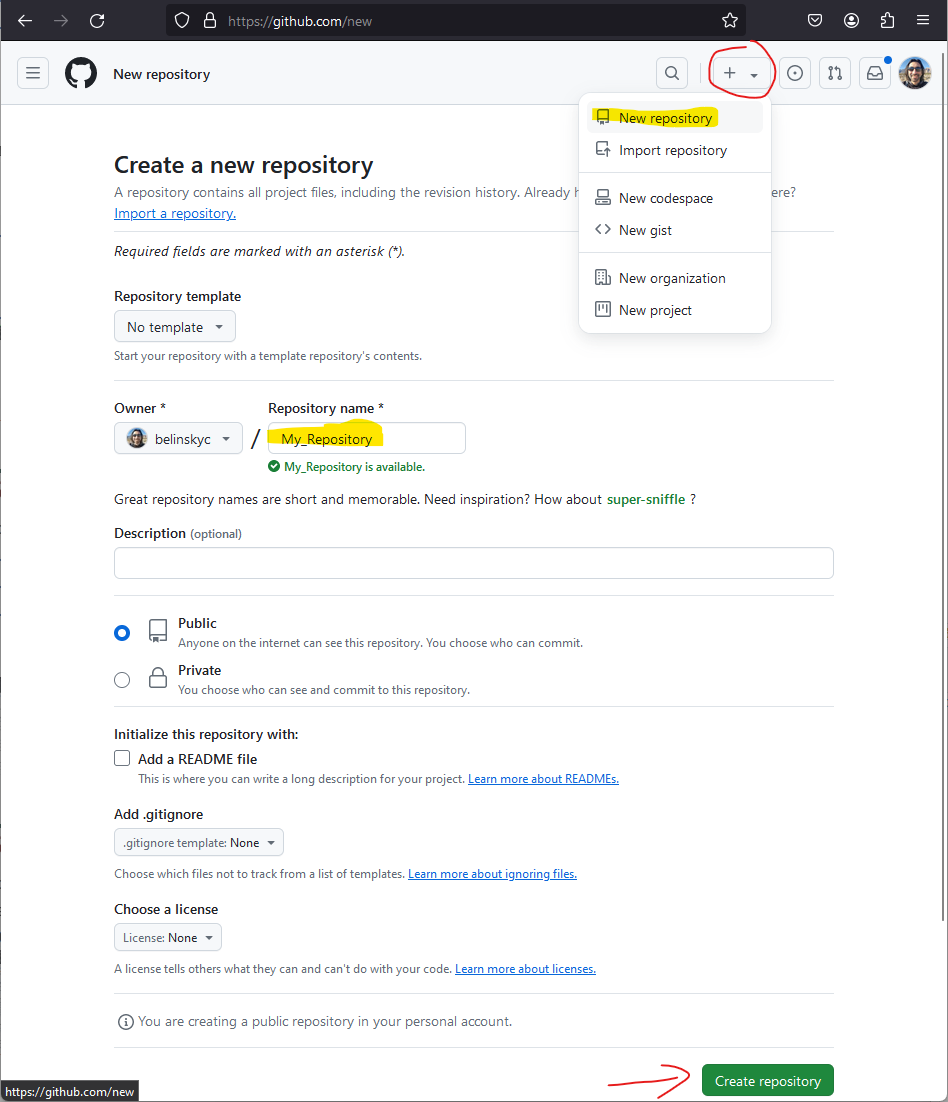 https://github.com/new
New repository
New repository
Import repository
New codespace
New gist
New organization
New project
Create a new repository
A repository contains all project files, including the revision history. Already h ere?
Import a repository.
Required fields are marked with an asterisk (*).
Repository template
No template
Start your repository with a template repository's contents.
Owner * Repository name *
belinskyc / My_Repository
My_Repository is available.
Great repository names are short and memorable. Need inspiration? How about super-sniffle ?
Description (optional)
Public
Anyone on the internet can see this repository. You choose who can commit.
Private
You choose who can see and commit to this repository.
Initialize this repository with:
Add a README file
This is where you can write a long description for your project. Learn more about READMEs.
Add .gitignore
.gitignore template: None
Choose which files not to track from a list of templates. Learn more about ignoring files.
Choose a license
License: None
A license tells others what they can and can't do with your code. Learn more about licenses.
You are creating a public repository in your personal account.
Create repository
https://github.com/new